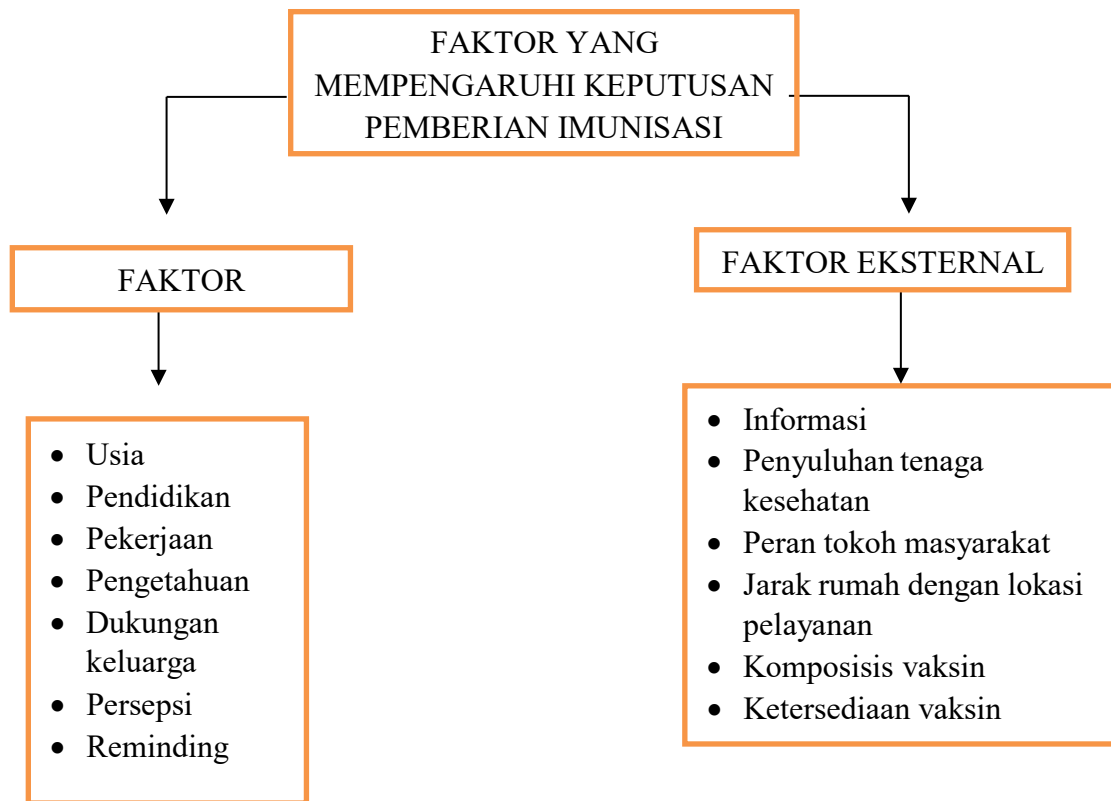 FAKTOR YANG
MEMPENGARUHI KEPUTUSAN
PEMBERIAN IMUNISASI
FAKTOR
FAKTOR EKSTERNAL
• Usia
• Pendidikan
• Pekerjaan
• Pengetahuan
• Dukungan
keluarga
• Persepsi
• Reminding
• Informasi
• Penyuluhan tenaga
kesehatan
• Peran tokoh masyarakat
• Jarak rumah dengan lokasi
pelayanan
• Komposisis vaksin
• Ketersediaan vaksin